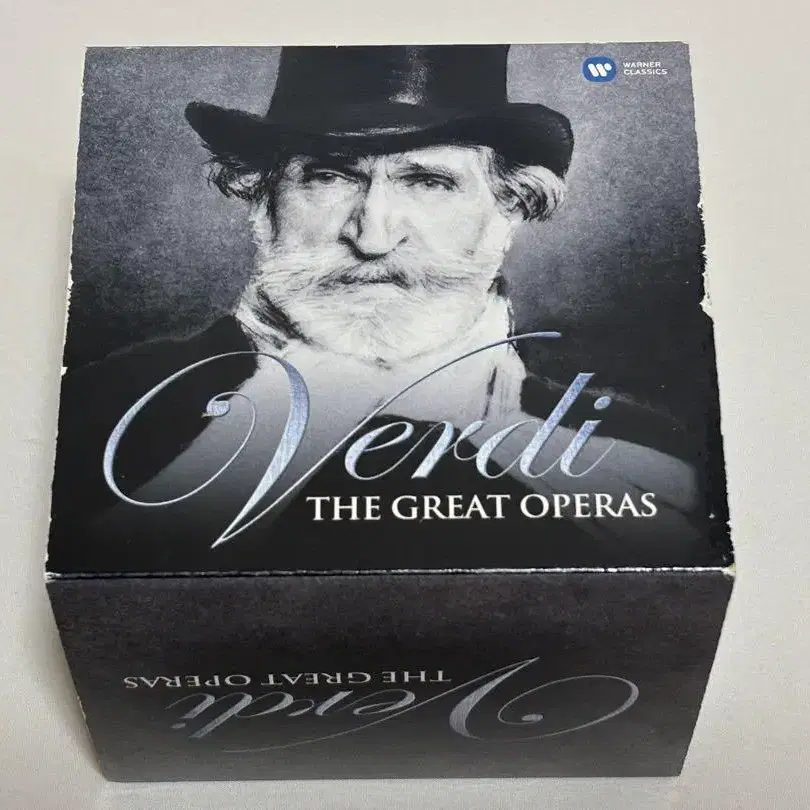 WARNER
CLASSICS
Verdi
THE GREAT OPERAS
THE GREAT OPERAS
Verdi